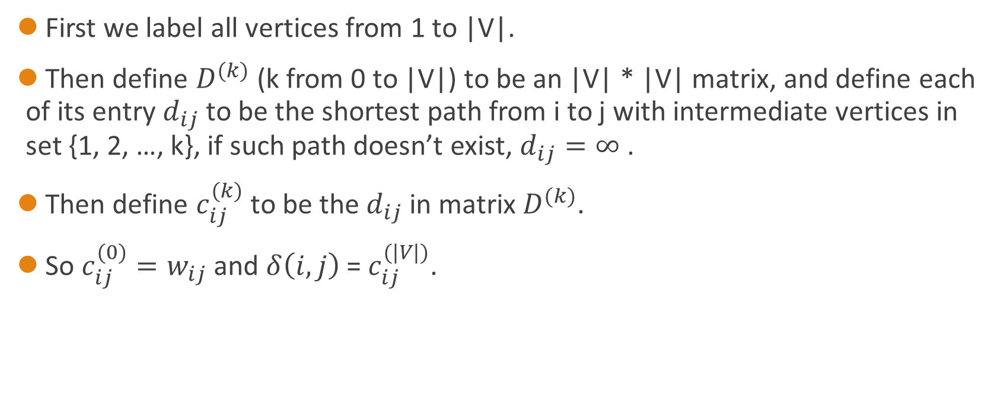 ● First we label all vertices from 1 to |V|.
● Then define $D^{(k)}$ (k from 0 to |V|) to be an |V| * |V| matrix, and define each
of its entry $d_{ij}$ to be the shortest path from i to j with intermediate vertices in
set {1, 2, …, k}, if such path doesn’t exist, $d_{ij} = \infty$ .
● Then define $c_{ij}^{(k)}$ to be the $d_{ij}$ in matrix $D^{(k)}$.
● So $c_{ij}^{(0)} = w_{ij}$ and $\delta(i,j)$ = $c_{ij}^{(|V|)}$.